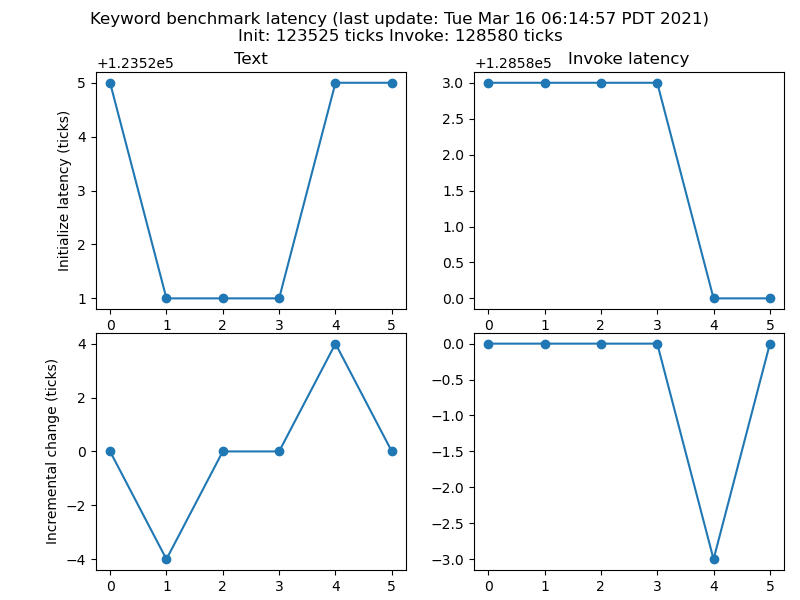 Keyword benchmark latency (last update: Tue Mar 16 06:14:57 PDT 2021)
Init: 123525 ticks Invoke: 128580 ticks
Text
+1.2352e5
Initialize latency (ticks)
5
4
3
2
1
0 1 2 3 4 5
Invoke latency
+1.2858e5
3.0
2.5
2.0
1.5
1.0
0.5
0.0
0 1 2 3 4 5
Incremental change (ticks)
4
2
0
−2
−4
0 1 2 3 4 5
0.0
−0.5
−1.0
−1.5
−2.0
−2.5
−3.0
0 1 2 3 4 5